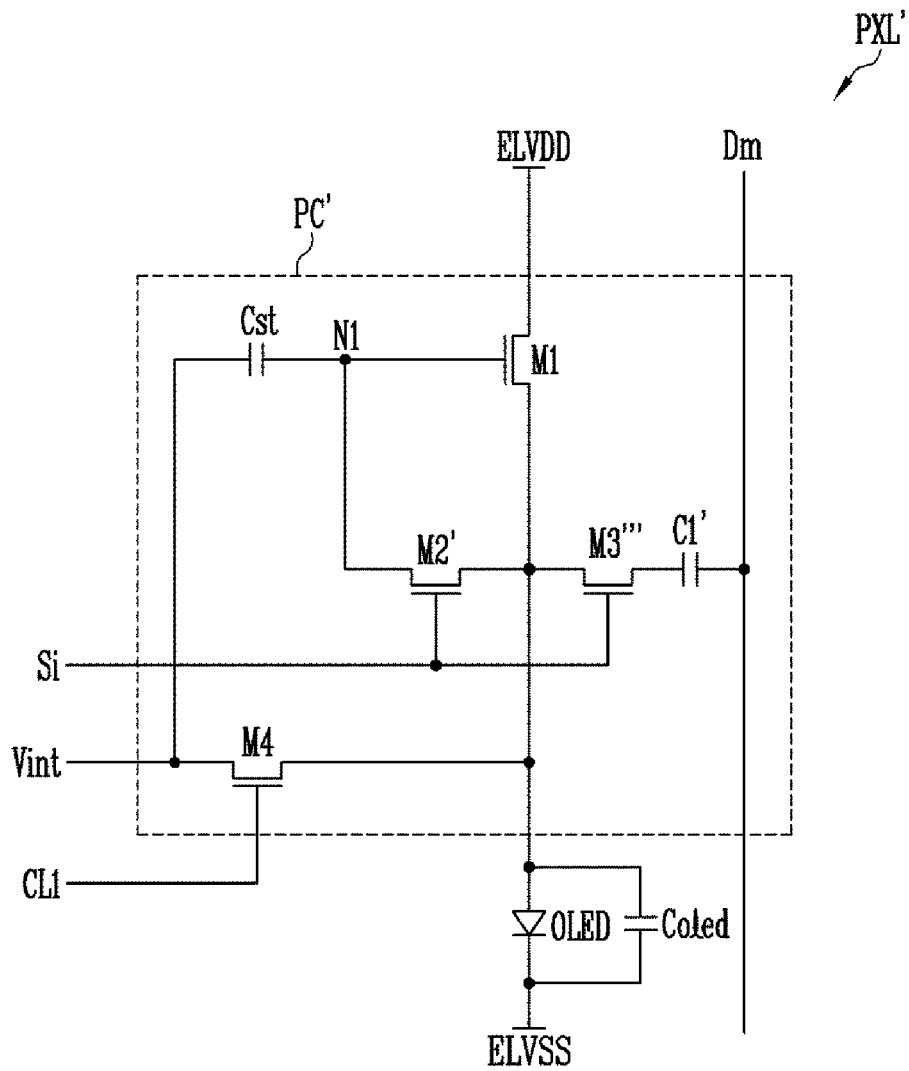 PXL'
ELVDD
Dm
PC'
Cst
N1
M1
M2'
M3'''
C1'
Si
Vint
M4
CL1
OLED
Coled
ELVSS